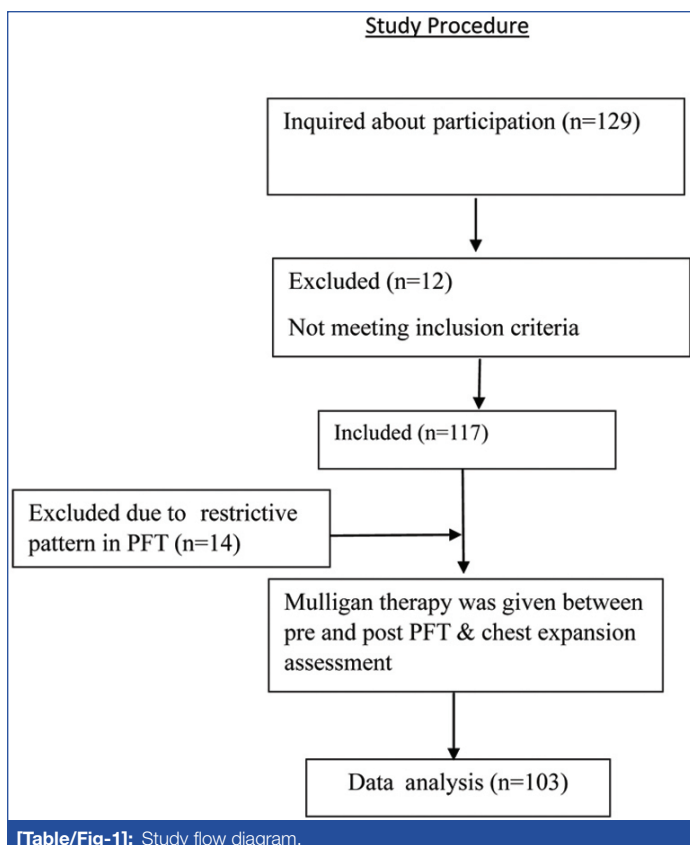 Study Procedure
Inquired about participation (n=129)
Excluded (n=12)
Not meeting inclusion criteria
Included (n=117)
Excluded due to restrictive
pattern in PFT (n=14)
Mulligan therapy was given between
pre and post PFT & chest expansion
assessment
Data analysis (n=103)
[Table/Fig-1]: Study flow diagram.